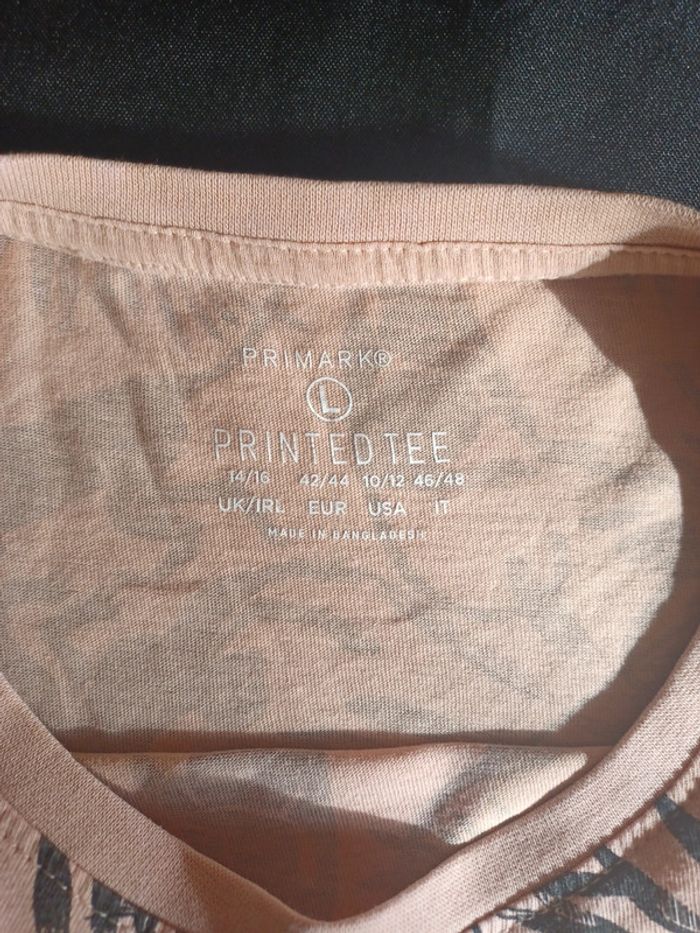 PRIMARK®
L
PRINTED TEE
14/16 42/44 10/12 46/48
UK/IRL EUR USA IT
MADE IN BANGLADESH